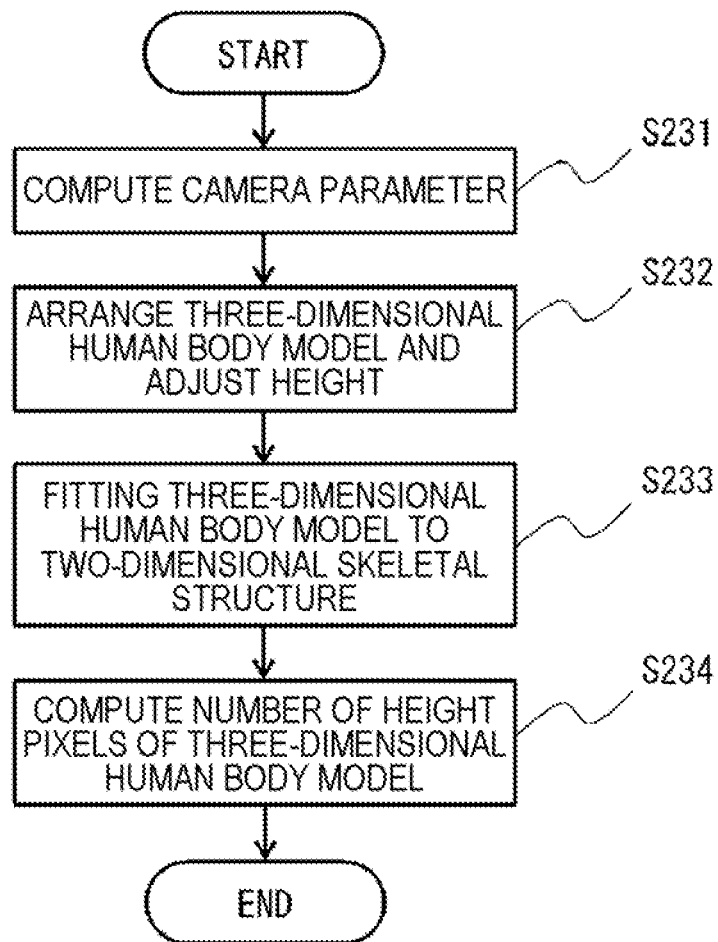 START
S231
COMPUTE CAMERA PARAMETER
S232
ARRANGE THREE-DIMENSIONAL
HUMAN BODY MODEL AND
ADJUST HEIGHT
S233
FITTING THREE-DIMENSIONAL
HUMAN BODY MODEL TO
TWO-DIMENSIONAL SKELETAL
STRUCTURE
S234
COMPUTE NUMBER OF HEIGHT
PIXELS OF THREE-DIMENSIONAL
HUMAN BODY MODEL
END